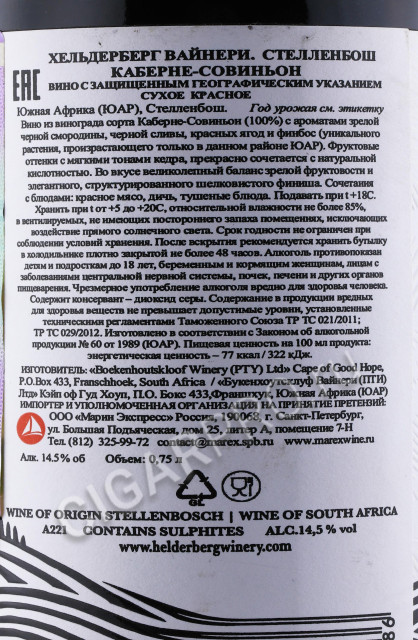 ХЕЛЬДЕРБЕРГ ВАЙНЕРИ. СТЕЛЛЕНБОШ
КАБЕРНЕ-СОВИНЬОН
ВИНО С ЗАЩИЩЕННЫМ ГЕОГРАФИЧЕСКИМ УКАЗАНИЕМ
СУХОЕ КРАСНОЕ
EAC
Южная Африка (ЮАР), Стелленбош. Год урожая см. этикетку
Вино из винограда сорта Каберне-Совиньон (100%) с ароматами зрелой
черной смородины, черной сливы, красных ягод и финбос (уникального
растения, произрастающего только в данном районе ЮАР). Фруктовые
оттенки с мягкими тонами кедра, прекрасно сочетается с натуральной
кислотностью. Во вкусе великолепный баланс зрелой фруктовости и
элегантного, структурированного шелковистого финиша. Сочетания
с блюдами: красное мясо, дичь, тушеные блюда. Подавать при t +18С.
Хранить при t от +5 до +20С, относительной влажности не более 85%,
в вентилируемых, не имеющих постороннего запаха помещениях, исключающих
воздействие прямого солнечного света. Срок годности не ограничен при
соблюдении условий хранения. После вскрытия рекомендуется хранить бутылку
в холодильнике плотно закрытой не более 48 часов. Алкоголь противопоказан
детям и подросткам до 18 лет, беременным и кормящим женщинам, лицам с
заболеваниями центральной нервной системы, почек, печени и других органов
пищеварения. Чрезмерное употребление алкоголя вредно для здоровья человека.
Содержит консервант – диоксид серы. Содержание в продукции вредных
для здоровья веществ не превышает допустимые уровни, установленные
техническими регламентами Таможенного Союза ТР ТС 021/2011;
ТР ТС 029/2012. Изготовлено в соответствии с Законом об алкогольной
продукции № 60 от 1989 (ЮАР). Пищевая ценность на 100 мл продукта:
энергетическая ценность – 77 ккал / 322 кДж.
ИЗГОТОВИТЕЛЬ: «Boekenhoutskloof Winery (PTY) Ltd» Cape of Good Hope,
P.O.Box 433, Franschhoek, South Africa / «Букенхоутсклуф Вайнери (ПТИ)
Лтд» Кэйп оф Гуд Хоуп, П.О. Бокс 433, Франшхук, Южная Африка (ЮАР)
ИМПОРТЕР И УПОЛНОМОЧЕННАЯ ОРГАНИЗАЦИЯ НА ПРИНЯТИЕ ПРЕТЕНЗИЙ:
ООО «Марин Экспресс» Россия, 190068, г. Санкт-Петербург,
ул. Большая Подъяческая, дом 25, литер А, помещение 7-Н
Тел. (812) 325-99-72 contact@marex.spb.ru www.marexwine.ru
Алк. 14.5% об Объем: 0,75 л
GL
WINE OF ORIGIN STELLENBOSCH | WINE OF SOUTH AFRICA
A221 CONTAINS SULPHITES ALC.14,5% vol
www.helderbergwinery.com